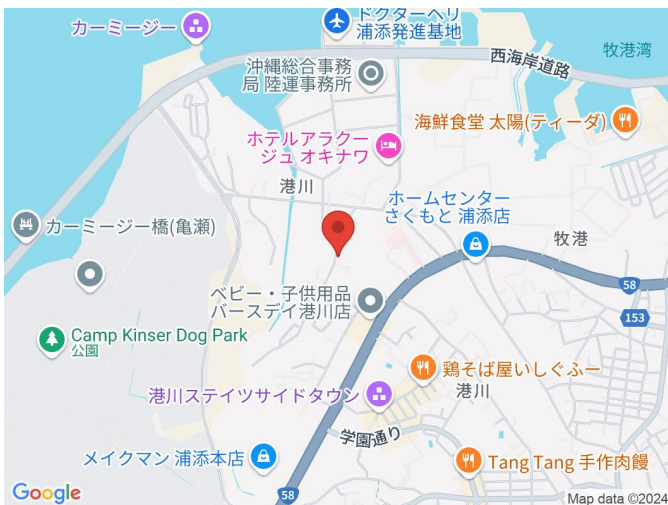 カーミージー
ドクターヘリ
浦添発進基地
西海岸道路
牧港湾
沖縄総合事務
局 陸運事務所
海鮮食堂 太陽(ティーダ)
ホテルアラクー
ジュ オキナワ
港川
ホームセンター
さくもと 浦添店
カーミージー橋(亀瀬)
牧港
58
ベビー・子供用品
バースデイ港川店
153
Camp Kinser Dog Park
公園
鶏そば屋いしぐふー
港川ステイツサイドタウン
港川
学園通り
メイクマン 浦添本店
Tang Tang 手作肉饅
58
Google
Map data ©2024